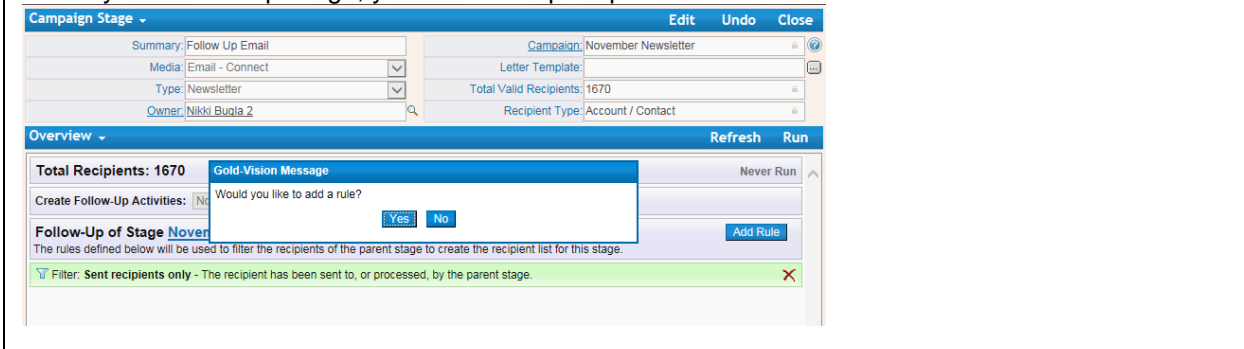 Campaign Stage Edit Undo Close
Summary: Follow Up Email Campaign: November Newsletter
Media: Email - Connect Letter Template:
Type: Newsletter Total Valid Recipients: 1670
Owner: Nikki Bugla 2 Recipient Type: Account / Contact
Overview Refresh Run
Total Recipients: 1670 Gold-Vision Message Never Run
Create Follow-Up Activities: No Would you like to add a rule?
Yes No
Follow-Up of Stage Novem Add Rule
The rules defined below will be used to filter the recipients of the parent stage to create the recipient list for this stage.
Filter: Sent recipients only - The recipient has been sent to, or processed, by the parent stage.